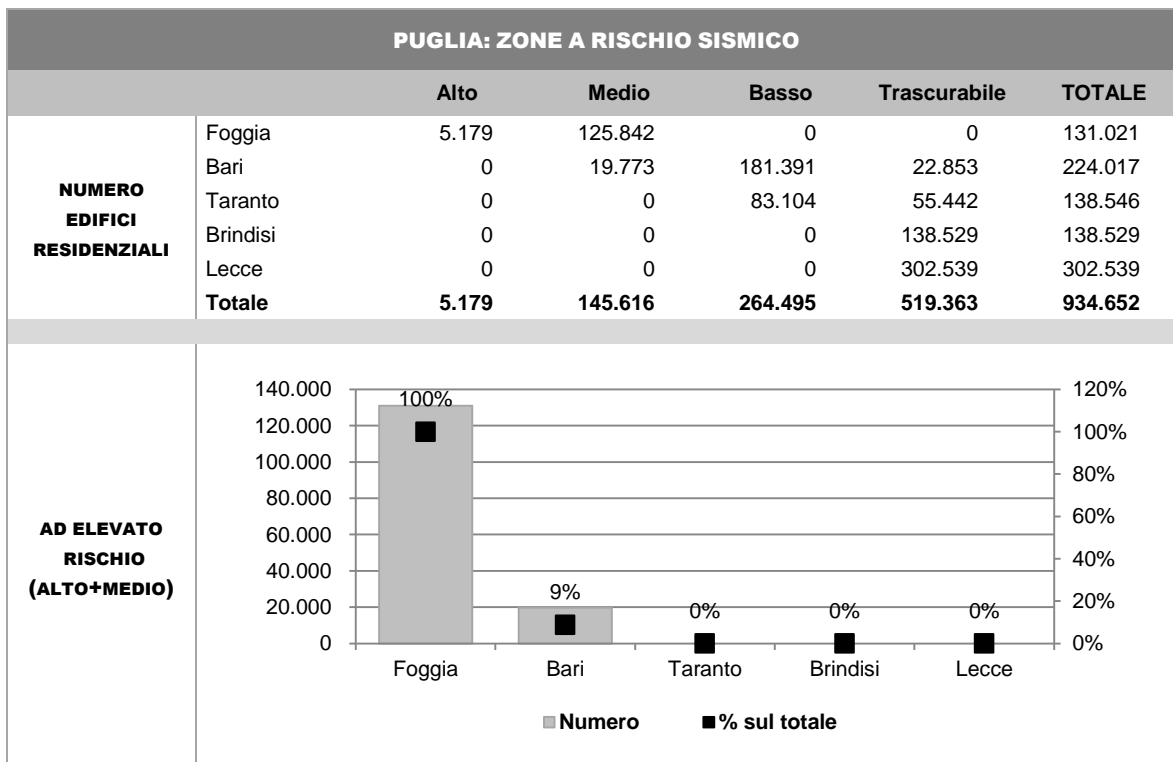 PUGLIA: ZONE A RISCHIO SISMICO
Alto Medio Basso Trascurabile TOTALE
NUMERO
EDIFICI
RESIDENZIALI
Foggia 5.179 125.842 0 0 131.021
Bari 0 19.773 181.391 22.853 224.017
Taranto 0 0 83.104 55.442 138.546
Brindisi 0 0 0 138.529 138.529
Lecce 0 0 0 302.539 302.539
Totale 5.179 145.616 264.495 519.363 934.652
AD ELEVATO
RISCHIO
(ALTO+MEDIO)
140.000
120.000
100.000
80.000
60.000
40.000
20.000
0
100%
9%
0%
0%
0%
120%
100%
80%
60%
40%
20%
0%
Foggia Bari Taranto Brindisi Lecce
Numero % sul totale